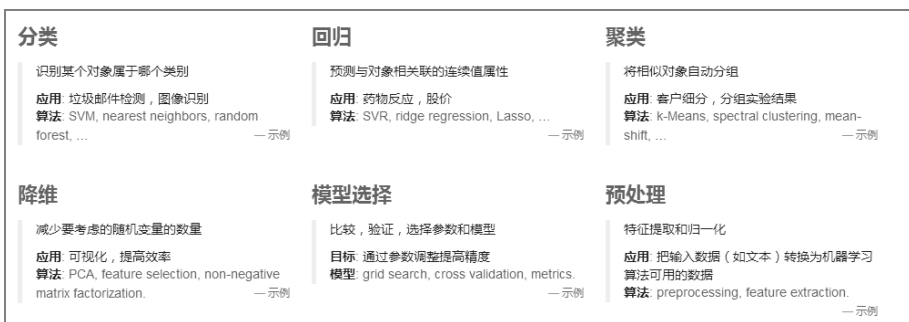 分类
识别某个对象属于哪个类别
应用: 垃圾邮件检测，图像识别
算法: SVM, nearest neighbors, random
forest, ...
— 示例
回归
预测与对象相关联的连续值属性
应用: 药物反应，股价
算法: SVR, ridge regression, Lasso, ...
— 示例
聚类
将相似对象自动分组
应用: 客户细分，分组实验结果
算法: k-Means, spectral clustering, mean-
shift, ...
— 示例
降维
减少要考虑的随机变量的数量
应用: 可视化，提高效率
算法: PCA, feature selection, non-negative
matrix factorization.
— 示例
模型选择
比较，验证，选择参数和模型
目标: 通过参数调整提高精度
模型: grid search, cross validation, metrics.
— 示例
预处理
特征提取和归一化
应用: 把输入数据（如文本）转换为机器学习
算法可用的数据
算法: preprocessing, feature extraction.
— 示例